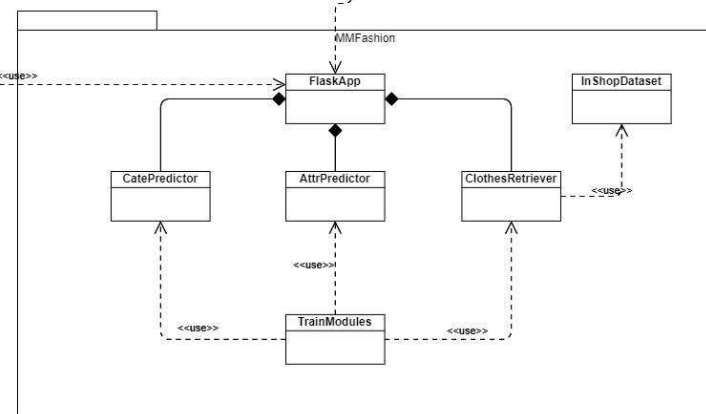 MMFashion
<<use>>
FlaskApp
InShopDataset
CatePredictor
AttrPredictor
ClothesRetriever
<<use>>
<<use>>
TrainModules
<<use>>
<<use>>